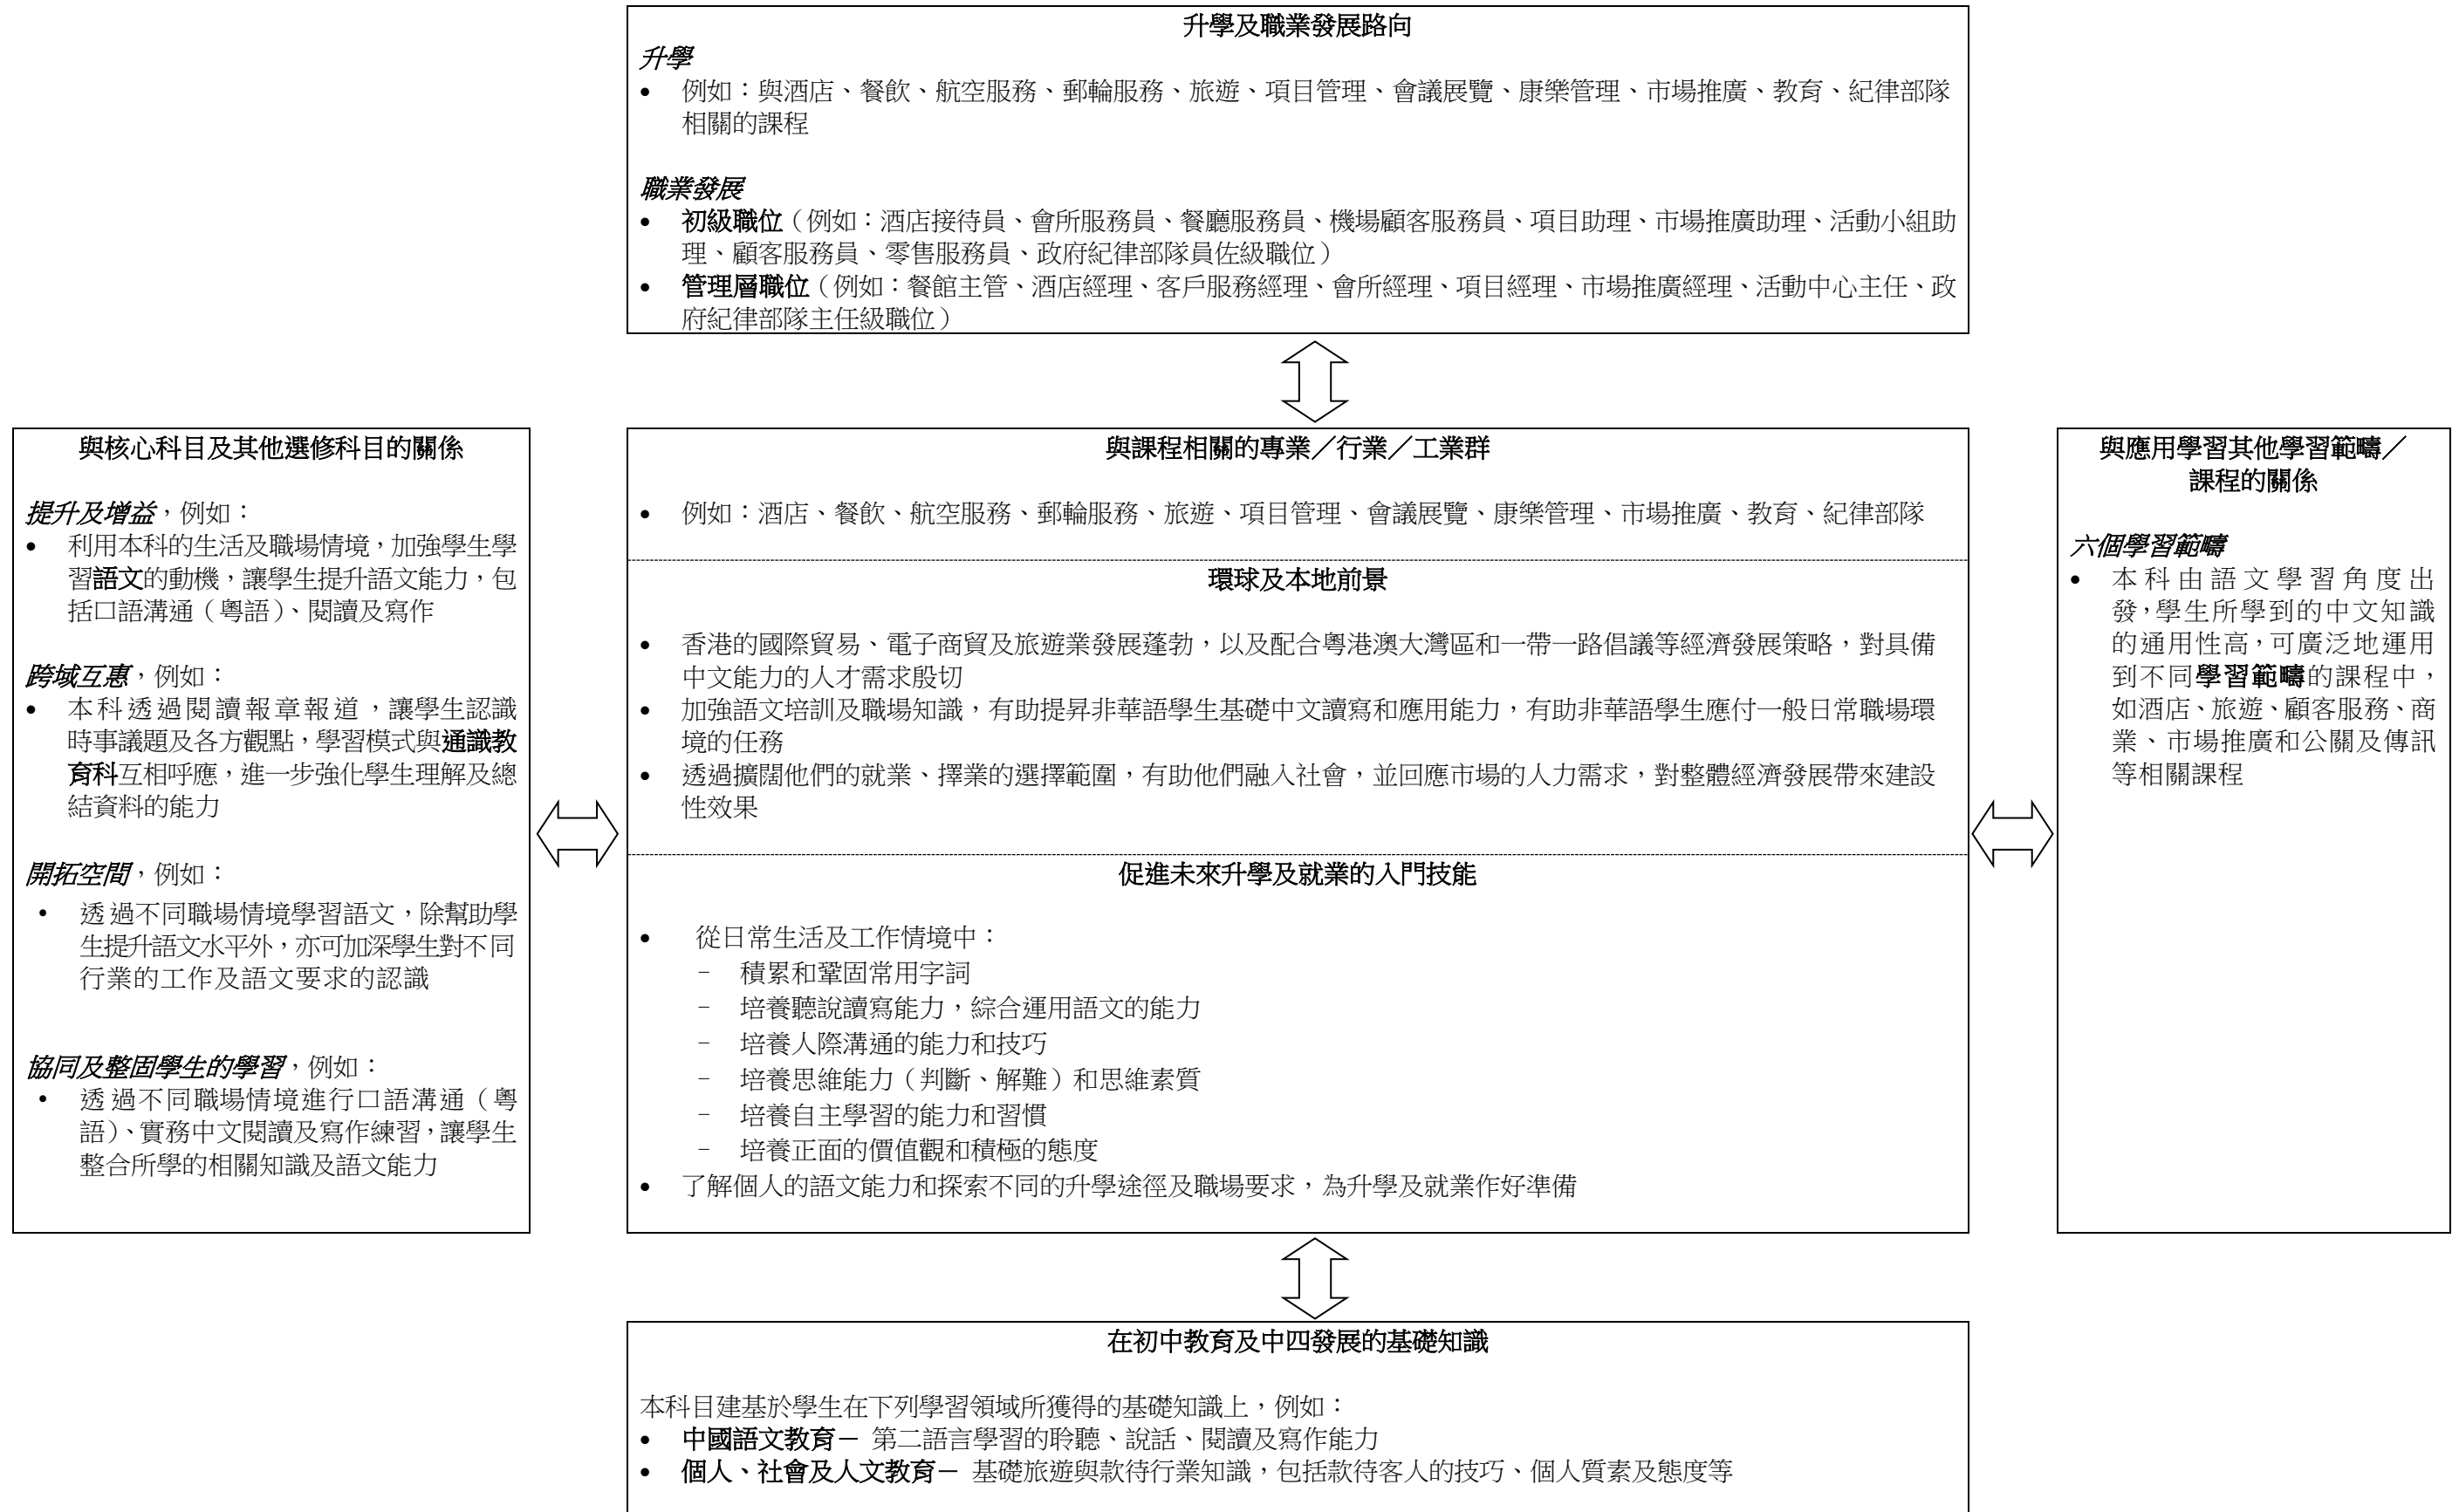 升學及職業發展路向
升學
• 例如：與酒店、餐飲、航空服務、郵輪服務、旅遊、項目管理、會議展覽、康樂管理、市場推廣、教育、紀律部隊
相關的課程
職業發展
• 初級職位（例如：酒店接待員、會所服務員、餐廳服務員、機場顧客服務員、項目助理、市場推廣助理、活動小組助
理、顧客服務員、零售服務員、政府紀律部隊員佐級職位）
• 管理層職位（例如：餐館主管、酒店經理、客戶服務經理、會所經理、項目經理、市場推廣經理、活動中心主任、政
府紀律部隊主任級職位）
與核心科目及其他選修科目的關係
提升及增益，例如：
• 利用本科的生活及職場情境，加強學生學
習語文的動機，讓學生提升語文能力，包
括口語溝通（粵語）、閱讀及寫作
跨域互惠，例如：
• 本科透過閱讀報章報道，讓學生認識
時事議題及各方觀點，學習模式與通識教
育科互相呼應，進一步強化學生理解及總
結資料的能力
開拓空間，例如：
• 透過不同職場情境學習語文，除幫助學
生提升語文水平外，亦可加深學生對不同
行業的工作及語文要求的認識
協同及整固學生的學習，例如：
• 透過不同職場情境進行口語溝通（粵
語）、實務中文閱讀及寫作練習，讓學生
整合所學的相關知識及語文能力
與課程相關的專業／行業／工業群
• 例如：酒店、餐飲、航空服務、郵輪服務、旅遊、項目管理、會議展覽、康樂管理、市場推廣、教育、紀律部隊
環球及本地前景
• 香港的國際貿易、電子商貿及旅遊業發展蓬勃，以及配合粵港澳大灣區和一帶一路倡議等經濟發展策略，對具備
中文能力的人才需求殷切
• 加強語文培訓及職場知識，有助提昇非華語學生基礎中文讀寫和應用能力，有助非華語學生應付一般日常職場環
境的任務
• 透過擴闊他們的就業、擇業的選擇範圍，有助他們融入社會，並回應市場的人力需求，對整體經濟發展帶來建設
性效果
促進未來升學及就業的入門技能
• 從日常生活及工作情境中：
– 積累和鞏固常用字詞
– 培養聽說讀寫能力，綜合運用語文的能力
– 培養人際溝通的能力和技巧
– 培養思維能力（判斷、解難）和思維素質
– 培養自主學習的能力和習慣
– 培養正面的價值觀和積極的態度
• 了解個人的語文能力和探索不同的升學途徑及職場要求，為升學及就業作好準備
與應用學習其他學習範疇／
課程的關係
六個學習範疇
• 本科由語文學習角度出
發，學生所學到的中文知識
的通用性高，可廣泛地運用
到不同學習範疇的課程中，
如酒店、旅遊、顧客服務、商
業、市場推廣和公關及傳訊
等相關課程
在初中教育及中四發展的基礎知識
本科目建基於學生在下列學習領域所獲得的基礎知識上，例如：
• 中國語文教育－ 第二語言學習的聆聽、說話、閱讀及寫作能力
• 個人、社會及人文教育－ 基礎旅遊與款待行業知識，包括款待客人的技巧、個人質素及態度等